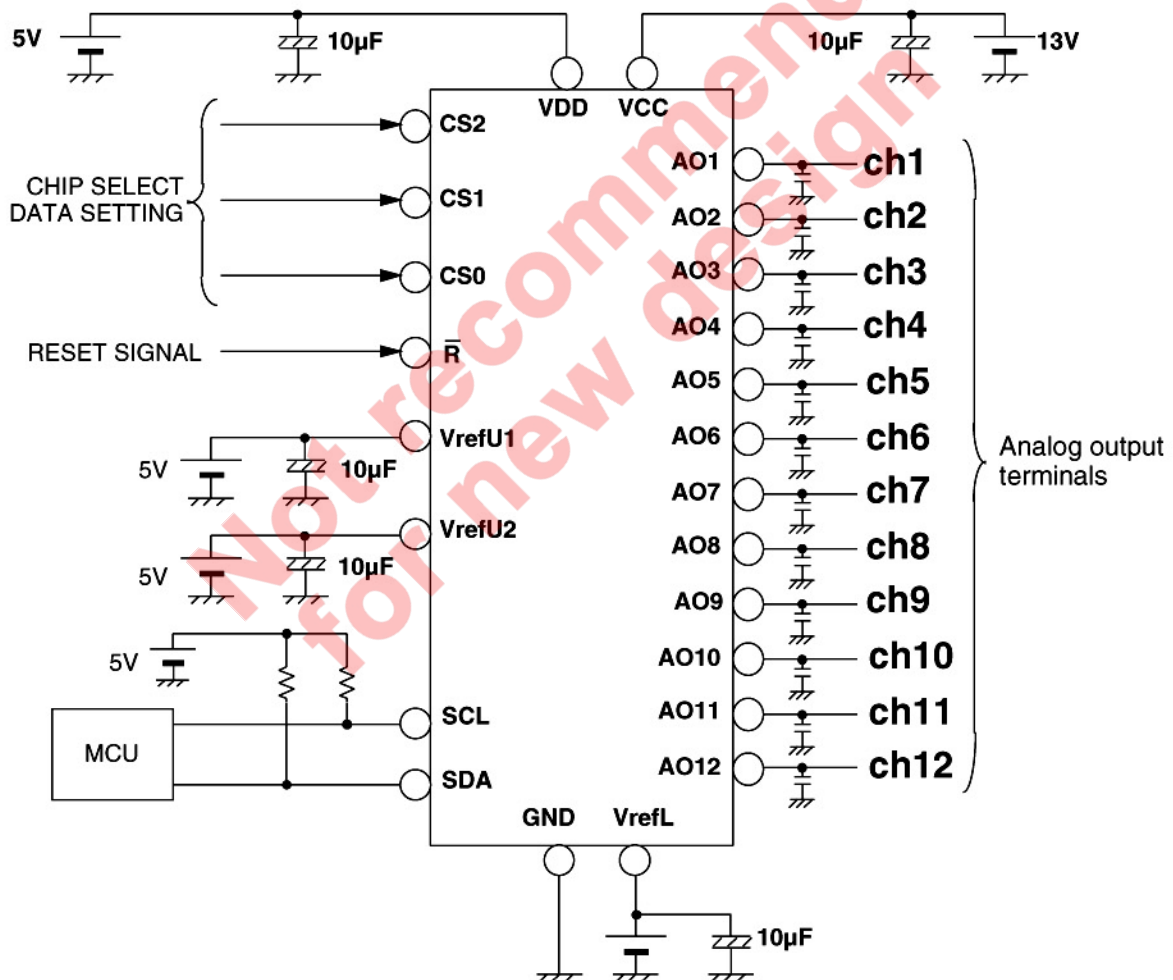 5V
10µF
10µF
13V
VDD
VCC
CHIP SELECT
DATA SETTING
CS2
CS1
CS0
RESET SIGNAL
R̅
VrefU1
5V
10µF
VrefU2
5V
10µF
5V
MCU
SCL
SDA
GND
VrefL
10µF
AO1
ch1
AO2
ch2
AO3
ch3
AO4
ch4
AO5
ch5
AO6
ch6
AO7
ch7
AO8
ch8
AO9
ch9
AO10
ch10
AO11
ch11
AO12
ch12
Analog output
terminals
Not recommend
for new design